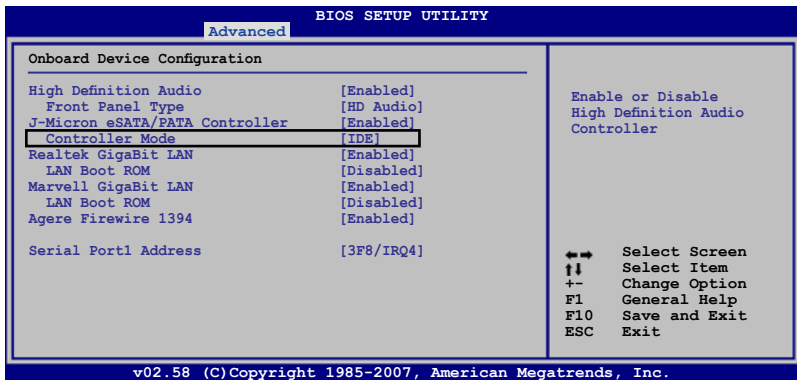 BIOS SETUP UTILITY
Advanced
Onboard Device Configuration
High Definition Audio [Enabled]
Front Panel Type [HD Audio]
J-Micron eSATA/PATA Controller [Enabled]
Controller Mode [IDE]
Realtek GigaBit LAN [Enabled]
LAN Boot ROM [Disabled]
Marvell GigaBit LAN [Enabled]
LAN Boot ROM [Disabled]
Agere Firewire 1394 [Enabled]
Serial Port1 Address [3F8/IRQ4]
Enable or Disable
High Definition Audio
Controller
←→ Select Screen
↑↓ Select Item
+- Change Option
F1 General Help
F10 Save and Exit
ESC Exit
v02.58 (C)Copyright 1985-2007, American Megatrends, Inc.